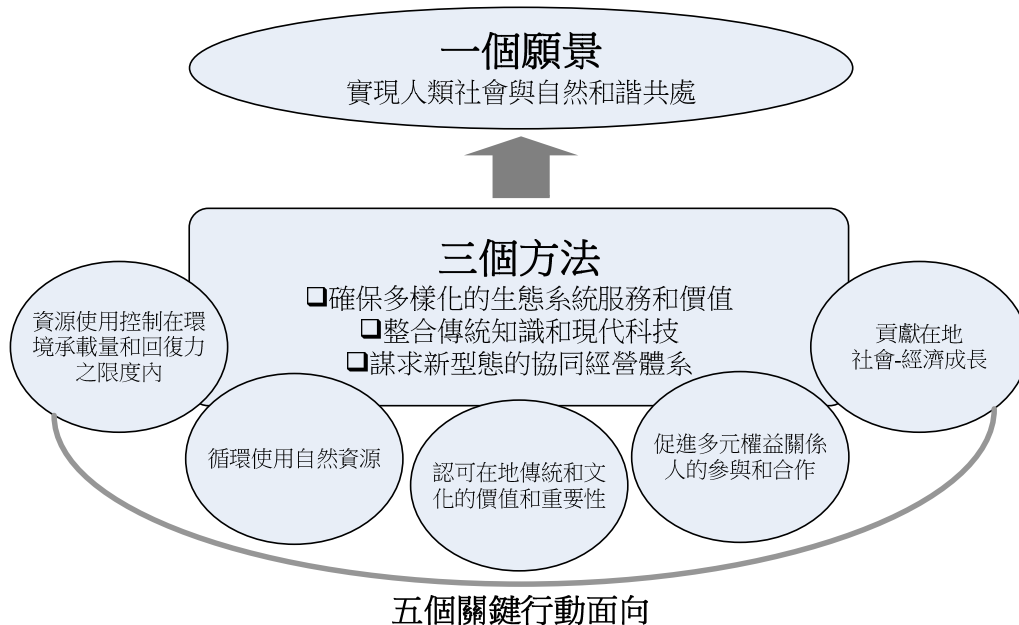 一個願景
實現人類社會與自然和諧共處
三個方法
❑確保多樣化的生態系統服務和價值
❑整合傳統知識和現代科技
❑謀求新型態的協同經營體系
資源使用控制在環
境承載量和回復力
之限度內
循環使用自然資源
認可在地傳統和文
化的價值和重要性
促進多元權益關係
人的參與和合作
貢獻在地
社會-經濟成長
五個關鍵行動面向